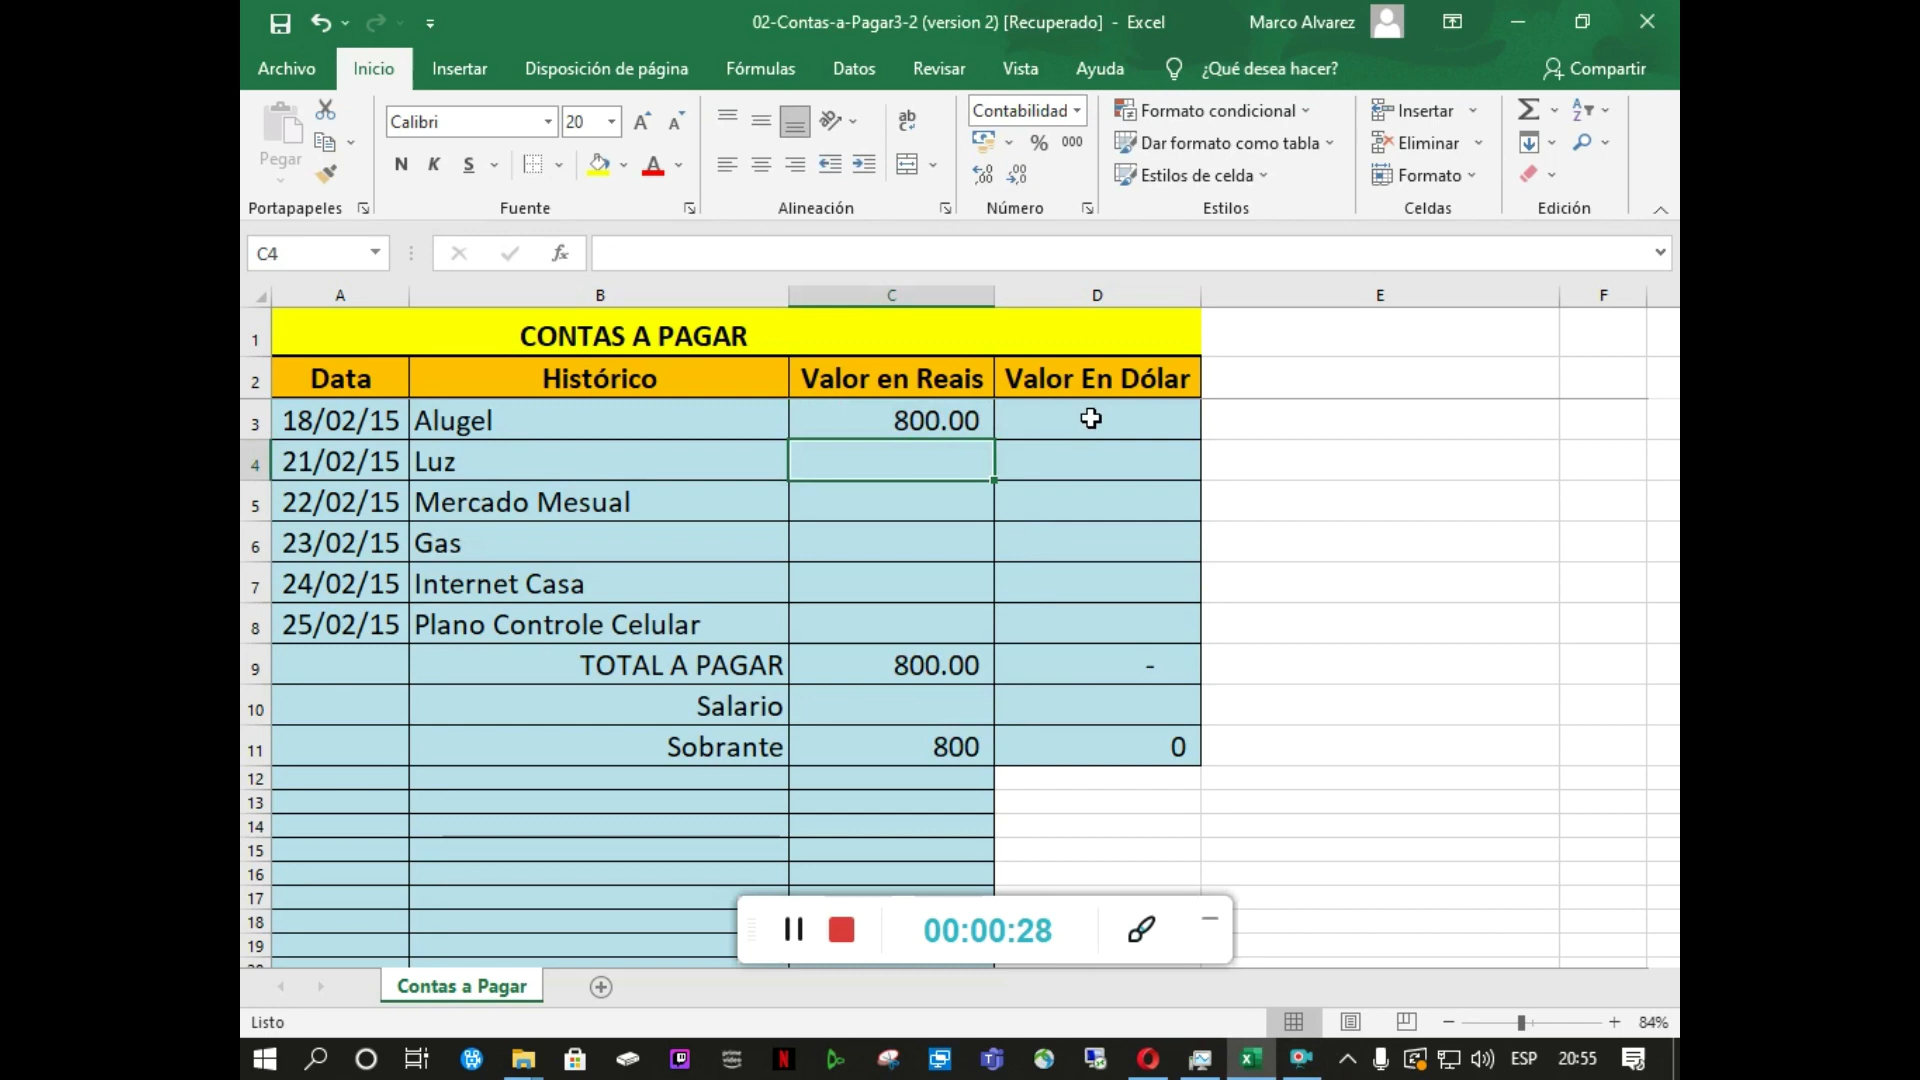 02-Contas-a-Pagar3-2 (version 2) [Recuperado] - Excel
Marco Alvarez
Archivo Inicio Insertar Disposición de página Fórmulas Datos Revisar Vista Ayuda ¿Qué desea hacer? Compartir
Pegar
Calibri 20
N K S
A A A
ab c
Contabilidad
% 000
Formato condicional
Dar formato como tabla
Estilos de celda
Insertar
Eliminar
Formato
Portapapeles Fuente Alineación Número Estilos Celdas Edición
C4 fx
A B C D E F
1 CONTAS A PAGAR
2 Data Histórico Valor en Reais Valor En Dólar
3 18/02/15 Alugel 800.00
4 21/02/15 Luz
5 22/02/15 Mercado Mesual
6 23/02/15 Gas
7 24/02/15 Internet Casa
8 25/02/15 Plano Controle Celular
9 TOTAL A PAGAR 800.00 -
10 Salario
11 Sobrante 800 0
12
13
14
15
16
17
18
19
00:00:28
Contas a Pagar
Listo 84%
prime video N ESP 20:55